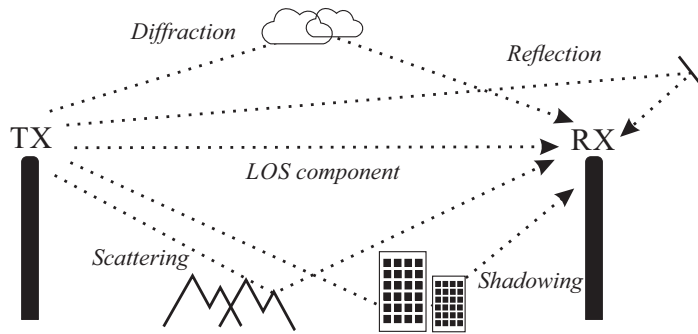 Diffraction
Reflection
TX
RX
LOS component
Scattering
Shadowing